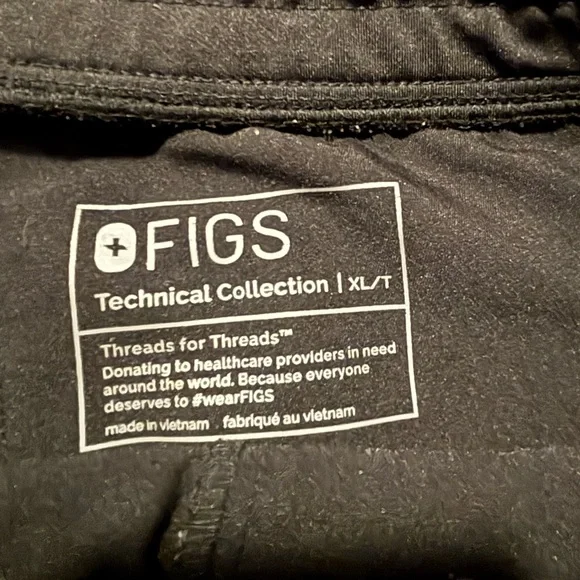 FIGS
Technical Collection | XL/T
Threads for Threads™
Donating to healthcare providers in need
around the world. Because everyone
deserves to #wearFIGS
made in vietnam fabriqué au vietnam